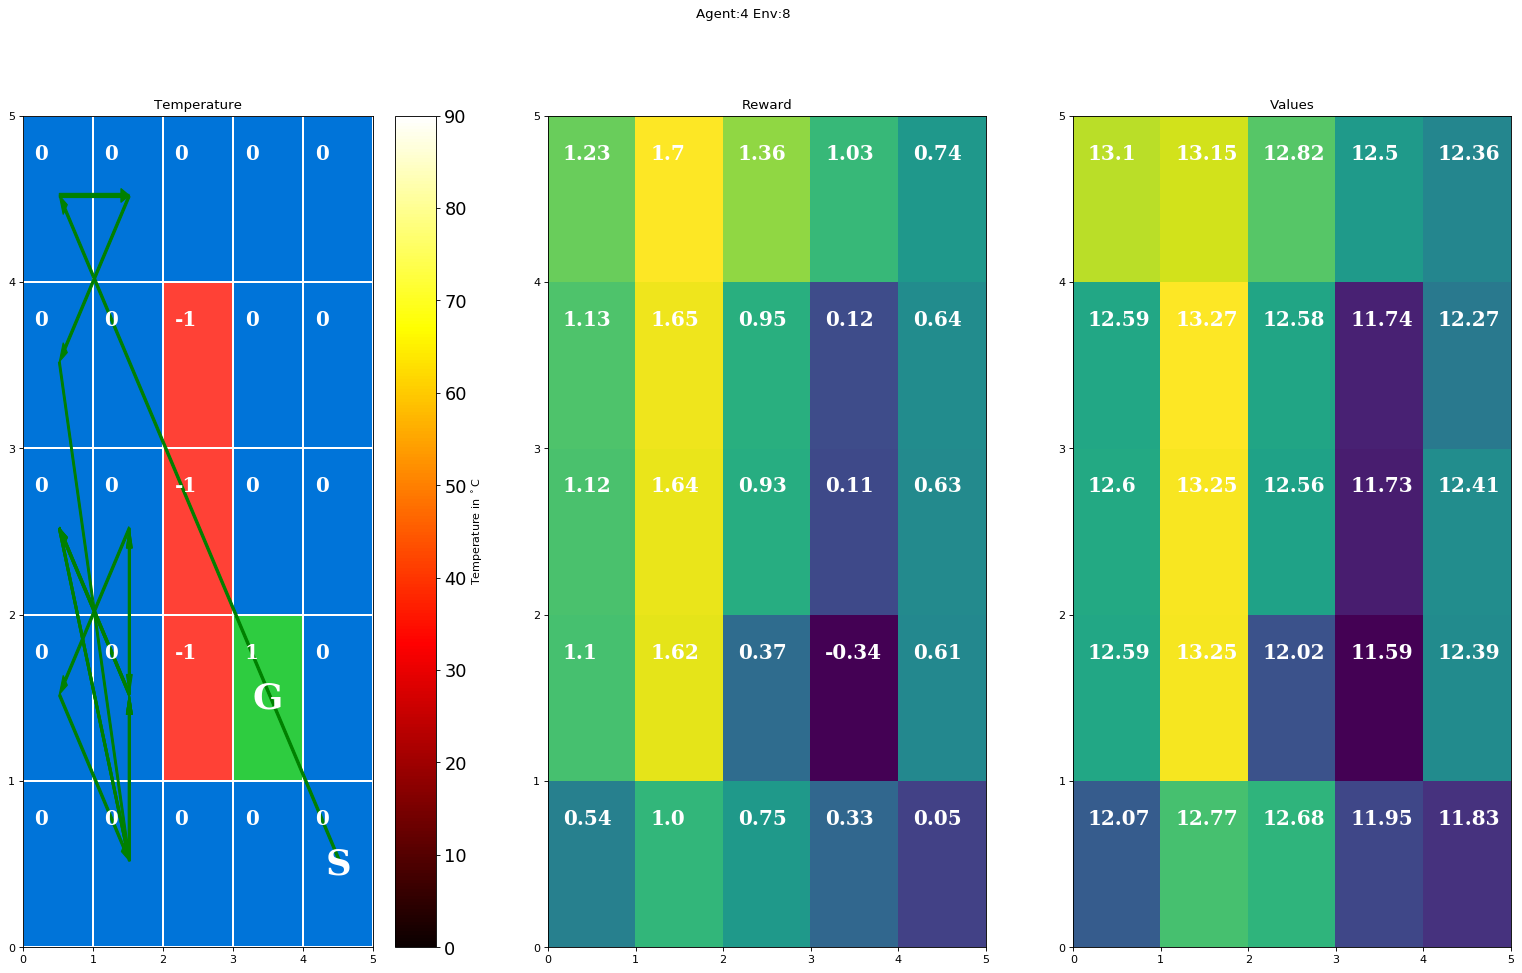 Agent:4 Env:8
Temperature
5
4
3
2
1
0
0 0 0 0 0
0 0 -1 0 0
0 0 -1 0 0
0 0 -1 1 0
G
0 0 0 0 0
S
0 1 2 3 4 5
90
80
70
60
50
40
30
20
10
0
Temperature in °C
Reward
5
4
3
2
1
0
1.23 1.7 1.36 1.03 0.74
1.13 1.65 0.95 0.12 0.64
1.12 1.64 0.93 0.11 0.63
1.1 1.62 0.37 -0.34 0.61
0.54 1.0 0.75 0.33 0.05
0 1 2 3 4 5
Values
5
4
3
2
1
0
13.1 13.15 12.82 12.5 12.36
12.59 13.27 12.58 11.74 12.27
12.6 13.25 12.56 11.73 12.41
12.59 13.25 12.02 11.59 12.39
12.07 12.77 12.68 11.95 11.83
0 1 2 3 4 5